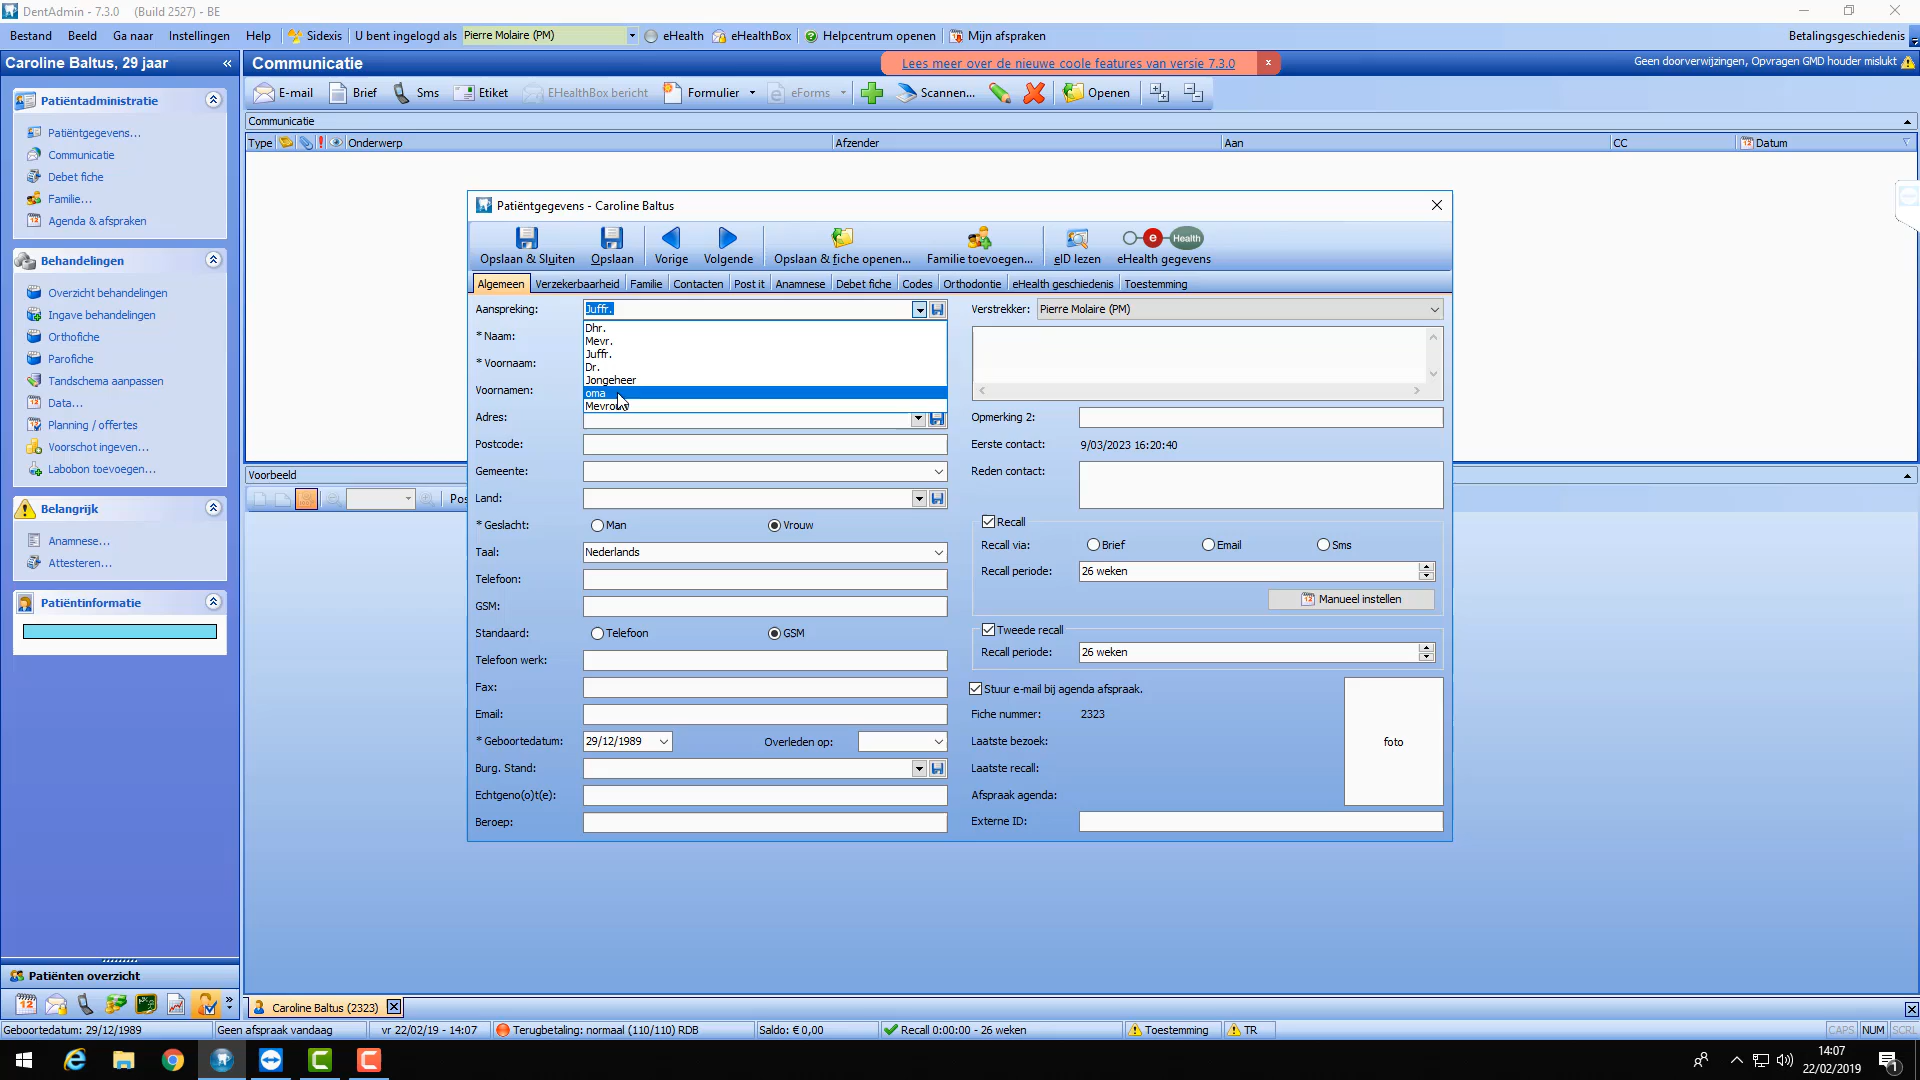 DentAdmin - 7.3.0 (Build 2527) - BE
Bestand Beeld Ga naar Instellingen Help Sidexis U bent ingelogd als Pierre Molaire (PM) eHealth eHealthBox Helpcentrum openen Mijn afspraken Betalingsgeschiedenis
Caroline Baltus, 29 jaar «
Communicatie
Lees meer over de nieuwe coole features van versie 7.3.0 x
Geen doorverwijzingen, Opvragen GMD houder mislukt
E-mail Brief Sms Etiket EHealthBox bericht Formulier eForms Scannen... Openen
Communicatie
Type Onderwerp Afzender Aan CC Datum
Patiëntadministratie
Patiëntgegevens...
Communicatie
Debet fiche
Familie...
Agenda & afspraken
Behandelingen
Overzicht behandelingen
Ingave behandelingen
Orthofiche
Parofiche
Tandschema aanpassen
Data...
Planning / offertes
Voorschot ingeven...
Labobon toevoegen...
Belangrijk
Anamnese...
Attesteren...
Patiëntinformatie
Patiënten overzicht
Voorbeeld
Pos
Patiëntgegevens - Caroline Baltus
Opslaan & Sluiten Opslaan Vorige Volgende Opslaan & fiche openen... Familie toevoegen... eID lezen eHealth gegevens
e Health
Algemeen Verzekerbaarheid Familie Contacten Post it Anamnese Debet fiche Codes Orthodontie eHealth geschiedenis Toestemming
Aanspreking: Juffr.
Dhr.
Mevr.
Juffr.
Dr.
Jongeheer
oma
* Naam:
* Voornaam:
Voornamen:
Adres:
Postcode:
Gemeente:
Land:
* Geslacht: Man Vrouw
Taal: Nederlands
Telefoon:
GSM:
Standaard: Telefoon GSM
Telefoon werk:
Fax:
Email:
* Geboortedatum: 29/12/1989 Overleden op:
Burg. Stand:
Echtgeno(o)t(e):
Beroep:
Verstrekker: Pierre Molaire (PM)
Opmerking 2:
Eerste contact: 9/03/2023 16:20:40
Reden contact:
Recall
Recall via: Brief Email Sms
Recall periode: 26 weken
Manueel instellen
Tweede recall
Recall periode: 26 weken
Stuur e-mail bij agenda afspraak.
Fiche nummer: 2323
Laatste bezoek:
foto
Laatste recall:
Afspraak agenda:
Externe ID:
Caroline Baltus (2323)
Geboortedatum: 29/12/1989 Geen afspraak vandaag vr 22/02/19 - 14:07 Terugbetaling: normaal (110/110) RDB Saldo: € 0,00 Recall 0:00:00 - 26 weken Toestemming TR CAPS NUM SCRL
14:07
22/02/2019
1